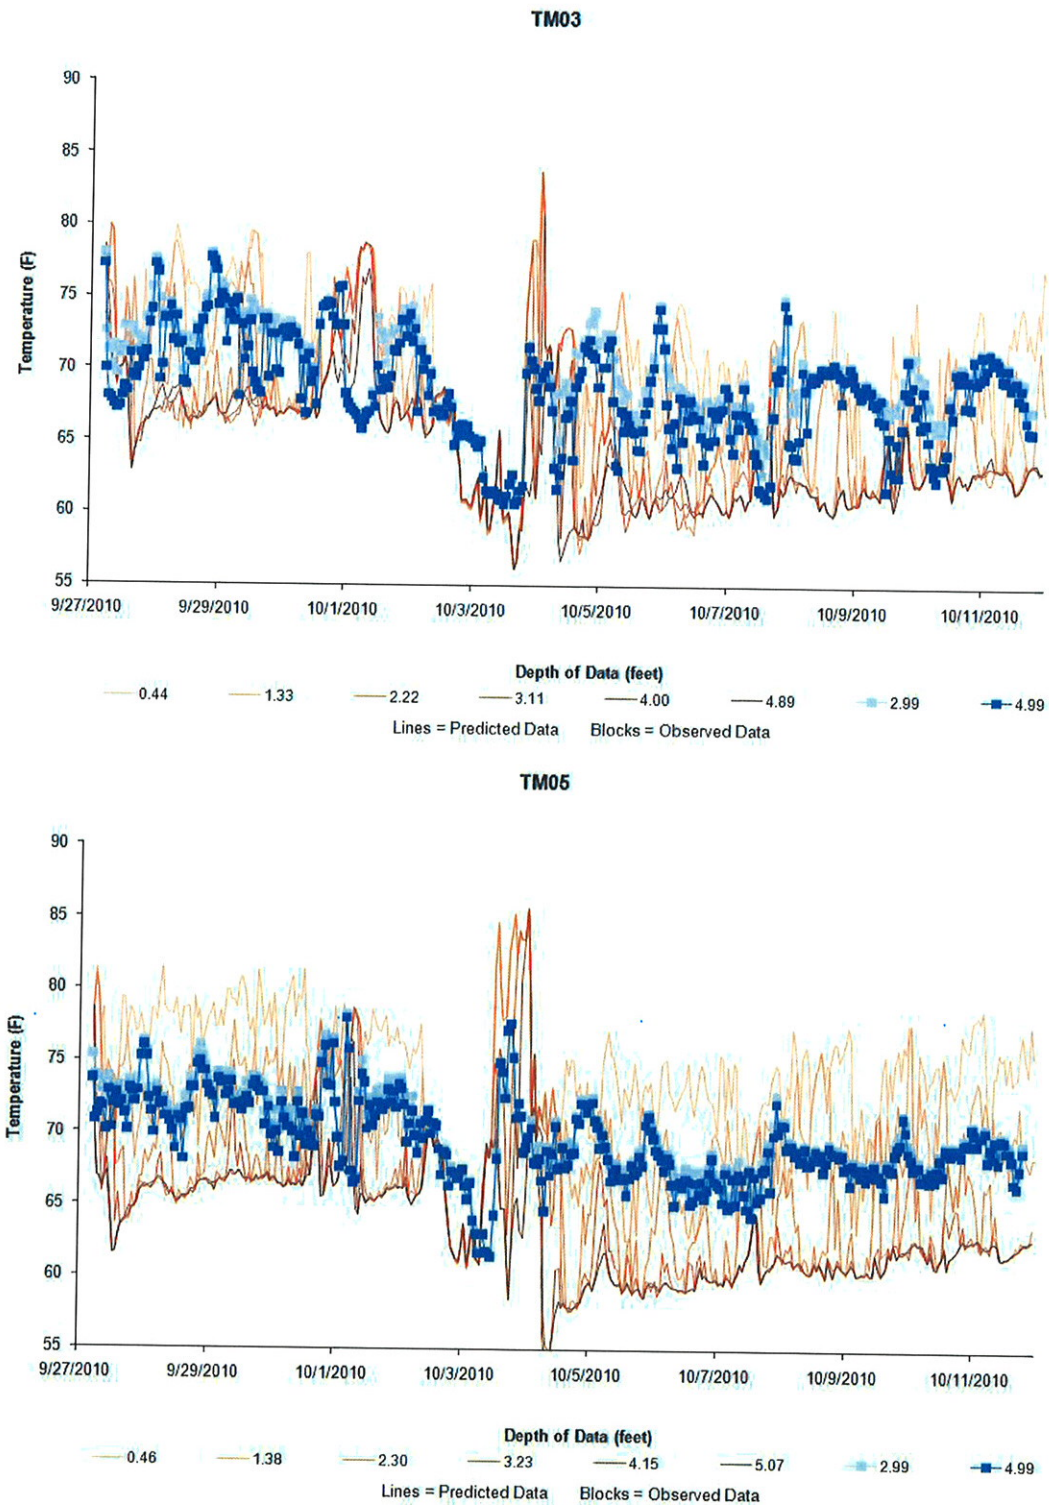 TM03
90
85
80
75
70
65
60
55
Temperature (F)
9/27/2010 9/29/2010 10/1/2010 10/3/2010 10/5/2010 10/7/2010 10/9/2010 10/11/2010
Depth of Data (feet)
0.44 1.33 2.22 3.11 4.00 4.89 2.99 4.99
Lines = Predicted Data Blocks = Observed Data
TM05
90
85
80
75
70
65
60
55
Temperature (F)
9/27/2010 9/29/2010 10/1/2010 10/3/2010 10/5/2010 10/7/2010 10/9/2010 10/11/2010
Depth of Data (feet)
0.46 1.38 2.30 3.23 4.15 5.07 2.99 4.99
Lines = Predicted Data Blocks = Observed Data